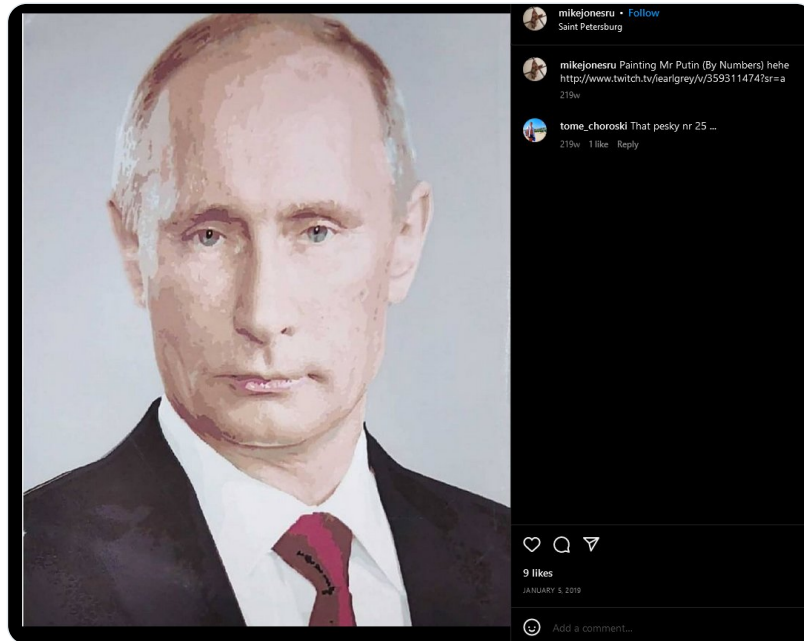 mikejonesru • Follow
Saint Petersburg
mikejonesru Painting Mr Putin (By Numbers) hehe
http://www.twitch.tv/iearlgrey/v/359311474?sr=a
219w
tome_choroski That pesky nr 25 ...
219w 1 like Reply
9 likes
JANUARY 5, 2019
Add a comment...